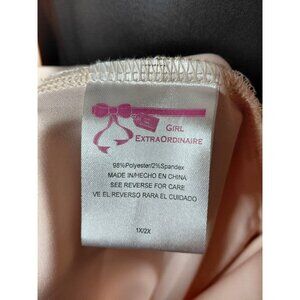 GIRL
EXTRAORDINAIRE
98%Polyester/2%Spandex
MADE IN/HECHO EN CHINA
SEE REVERSE FOR CARE
VE EL REVERSO PARA EL CUIDADO
1X/2X